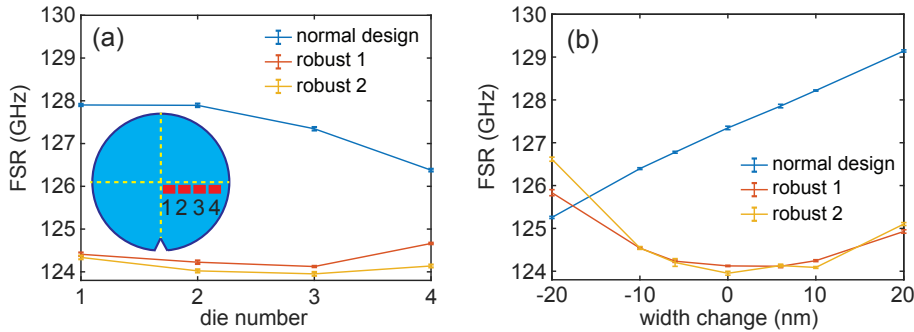 (a)
normal design
robust 1
robust 2
FSR (GHz)
130
129
128
127
126
125
124
1 2 3 4
1 2 3 4
die number
(b)
normal design
robust 1
robust 2
FSR (GHz)
130
129
128
127
126
125
124
-20 -10 0 10 20
width change (nm)